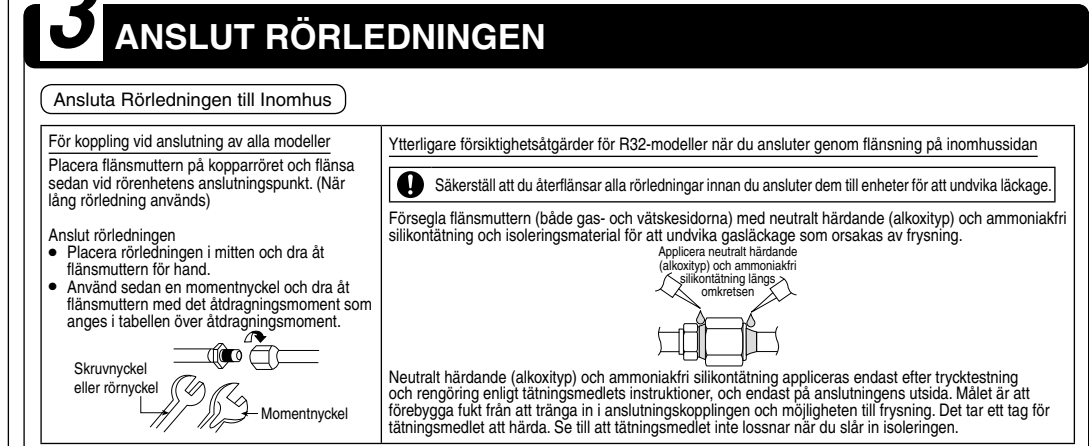 3 ANSLUT RÖRLEDNINGEN
Ansluta Rörledningen till Inomhus
För koppling vid anslutning av alla modeller
Placera flänsmuttern på kopparröret och flänsa
sedan vid rörenhetens anslutningspunkt. (När
lång rörledning används)
Anslut rörledningen
● Placera rörledningen i mitten och dra åt
flänsmuttern för hand.
● Använd sedan en momentnyckel och dra åt
flänsmuttern med det åtdragningsmoment som
anges i tabellen över åtdragningsmoment.
Skruvnyckel
eller rörnyckel
Momentnyckel
Ytterligare försiktighetsåtgärder för R32-modeller när du ansluter genom flänsning på inomhussidan
Säkerställ att du återflänsar alla rörledningar innan du ansluter dem till enheter för att undvika läckage.
Försegla flänsmuttern (både gas- och vätskesidorna) med neutralt härdande (alkoxityp) och ammoniakfri
silikontätning och isoleringsmaterial för att undvika gasläckage som orsakas av frysning.
Applicera neutralt härdande
(alkoxityp) och ammoniakfri
silikontätning längs
omkretsen
Neutralt härdande (alkoxityp) och ammoniakfri silikontätning appliceras endast efter trycktestning
och rengöring enligt tätningsmedlets instruktioner, och endast på anslutningens utsida. Målet är att
förebygga fukt från att tränga in i anslutningskopplingen och möjligheten till frysning. Det tar ett tag för
tätningsmedlet att härda. Se till att tätningsmedlet inte lossnar när du slår in isoleringen.